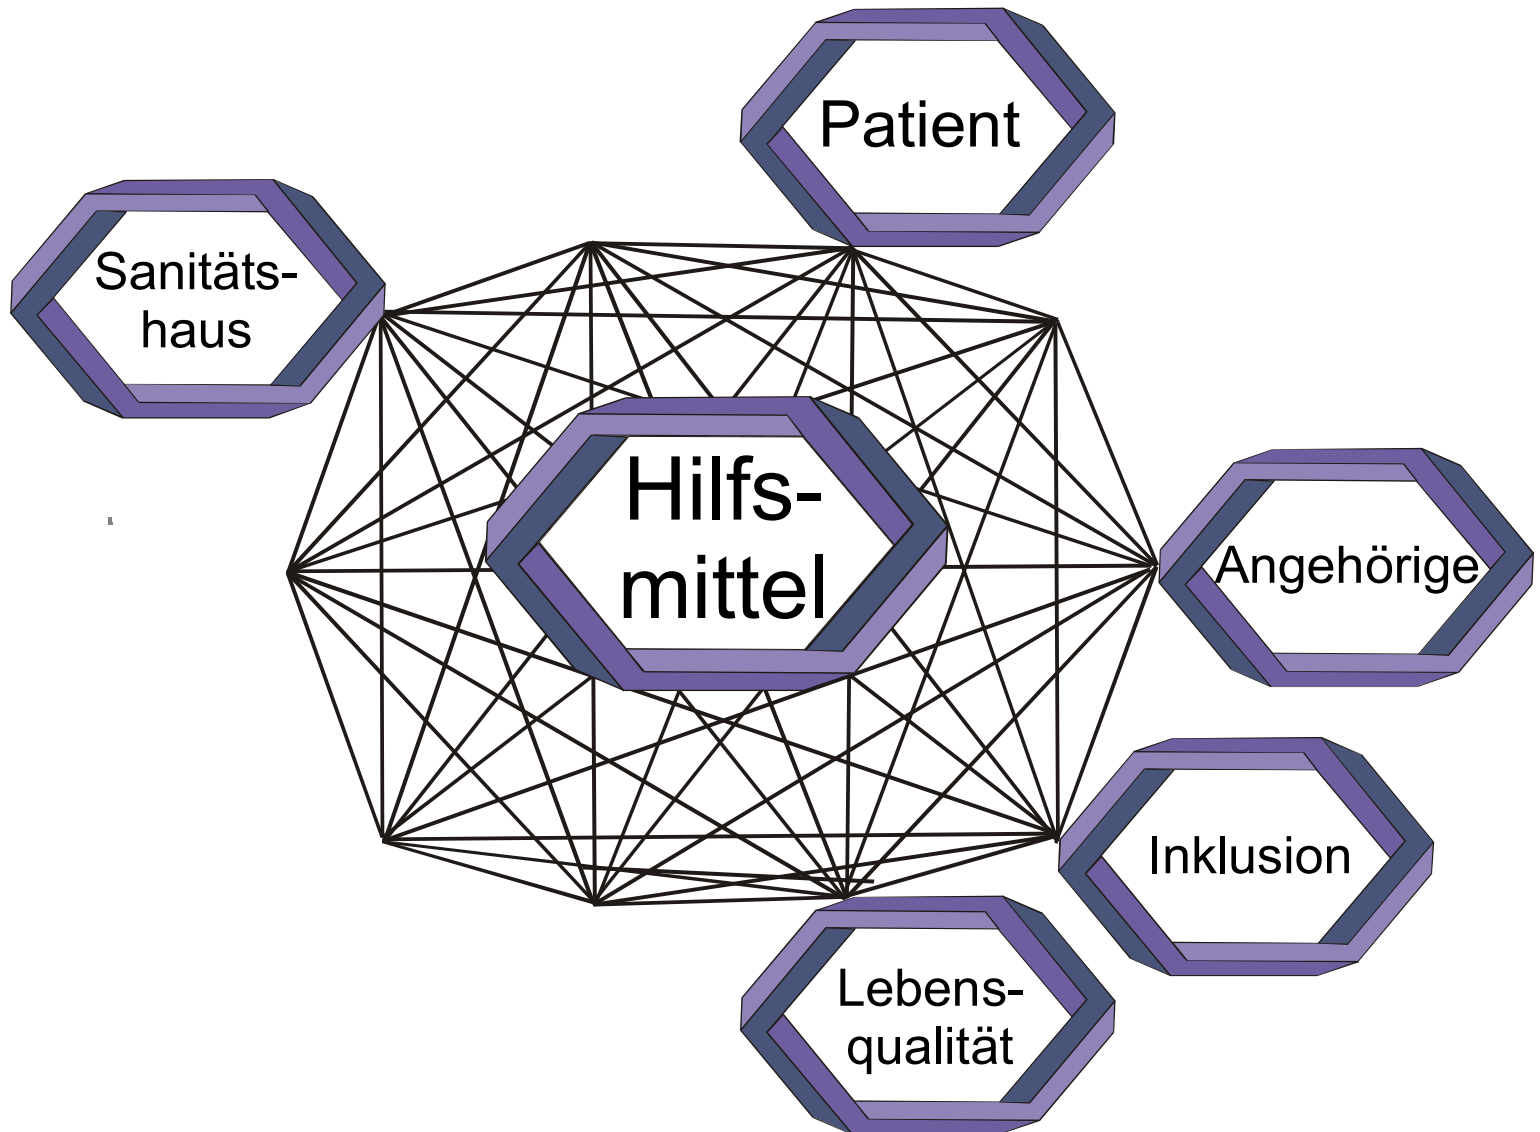 Patient
Sanitäts-
haus
Hilfs-
mittel
Angehörige
Inklusion
Lebens-
qualität